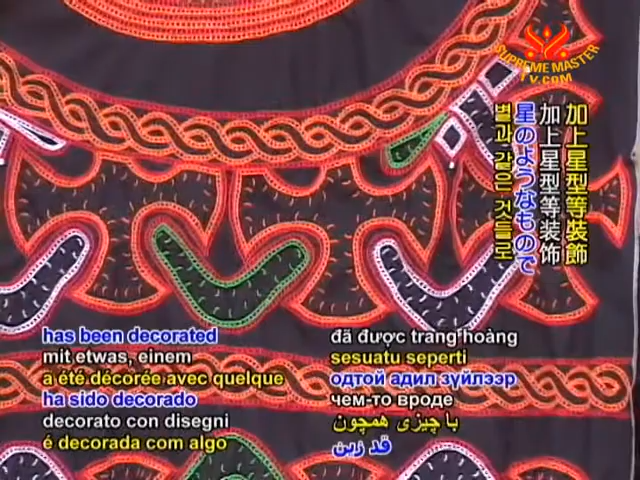 SUPREME MASTER
TV.COM
加上星型等裝飾
加上星型等装饰
星のようなもので
별과 같은 것들로
has been decorated
mit etwas, einem
a été décorée avec quelque
ha sido decorado
decorato con disegni
é decorada com algo
đã được trang hoàng
sesuatu seperti
одтой адил зүйлээр
чем-то вроде
با چیزی همچون
قد زين